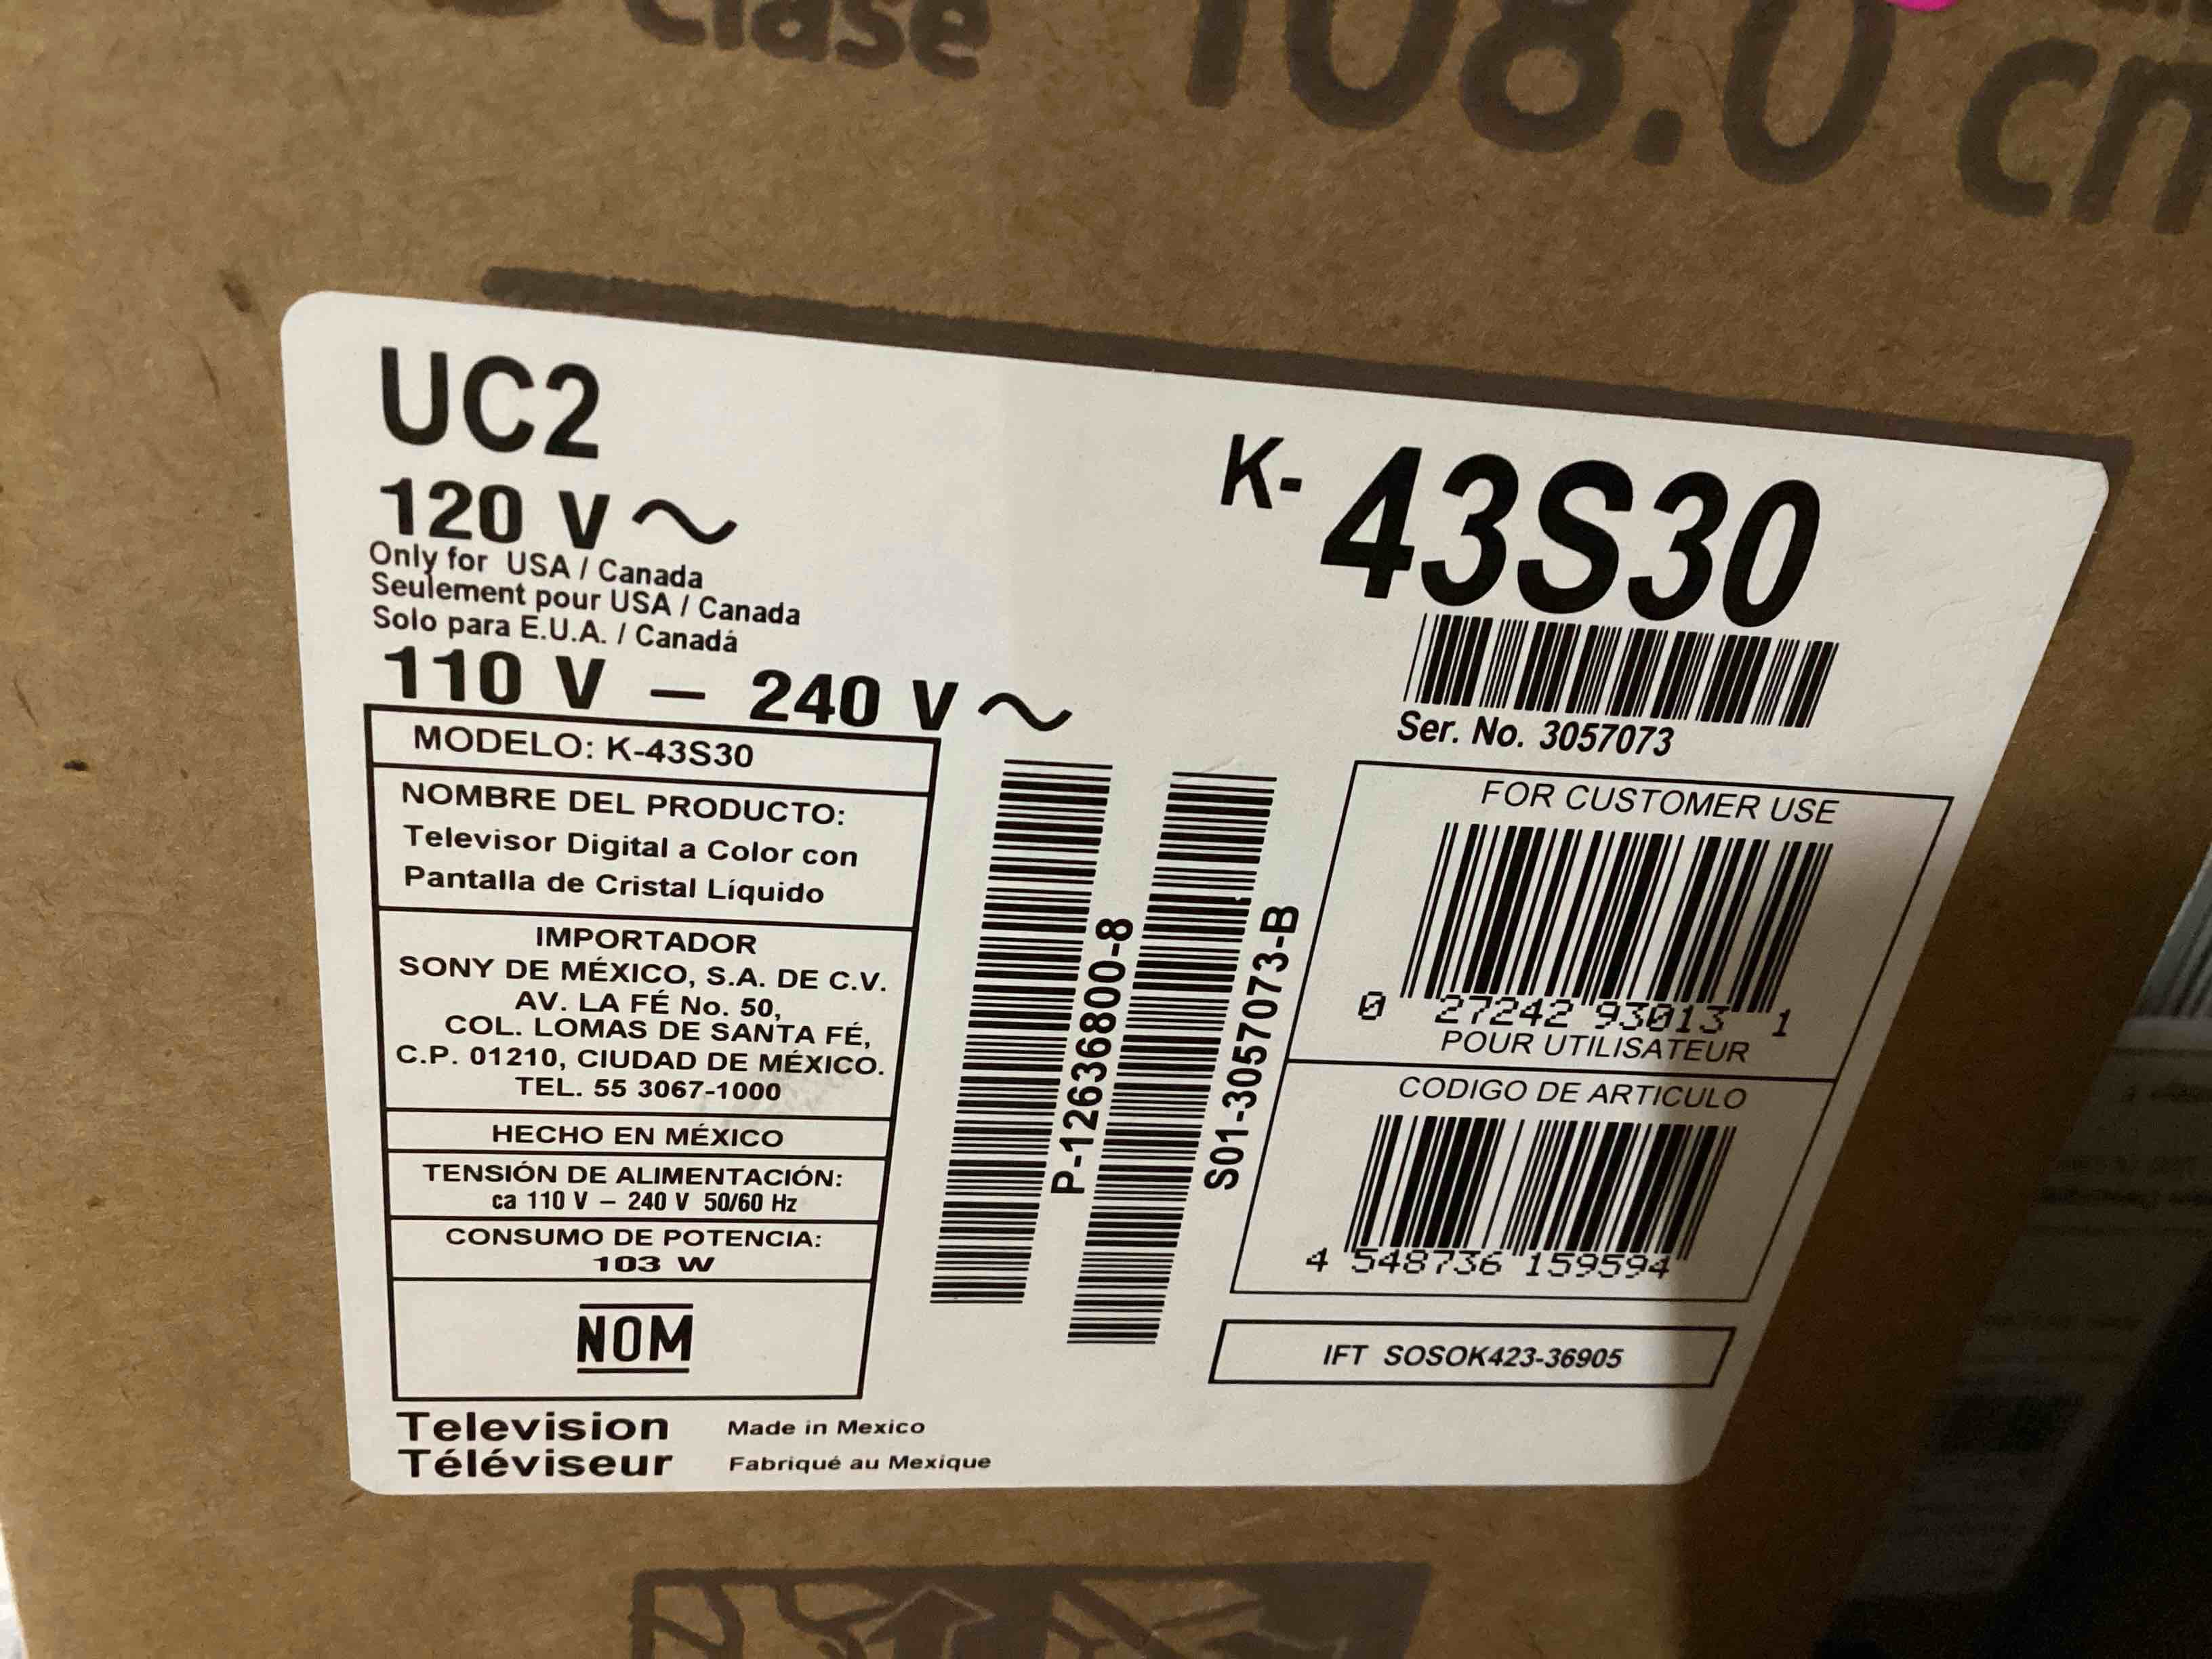 Clase 108.0 cm
UC2
120 V ~
Only for USA / Canada
Seulement pour USA / Canada
Solo para E.U.A. / Canadá
110 V – 240 V ~
MODELO: K-43S30
NOMBRE DEL PRODUCTO:
Televisor Digital a Color con
Pantalla de Cristal Líquido
IMPORTADOR
SONY DE MÉXICO, S.A. DE C.V.
AV. LA FÉ No. 50,
COL. LOMAS DE SANTA FÉ,
C.P. 01210, CIUDAD DE MÉXICO.
TEL. 55 3067-1000
HECHO EN MÉXICO
TENSIÓN DE ALIMENTACIÓN:
ca 110 V – 240 V 50/60 Hz
CONSUMO DE POTENCIA:
103 W
NOM
Television Made in Mexico
Téléviseur Fabriqué au Mexique
P-12636800-8
S01-3057073-B
K-43S30
Ser. No. 3057073
FOR CUSTOMER USE
0 27242 93013 1
POUR UTILISATEUR
CODIGO DE ARTICULO
4 548736 159594
IFT SOSOK423-36905